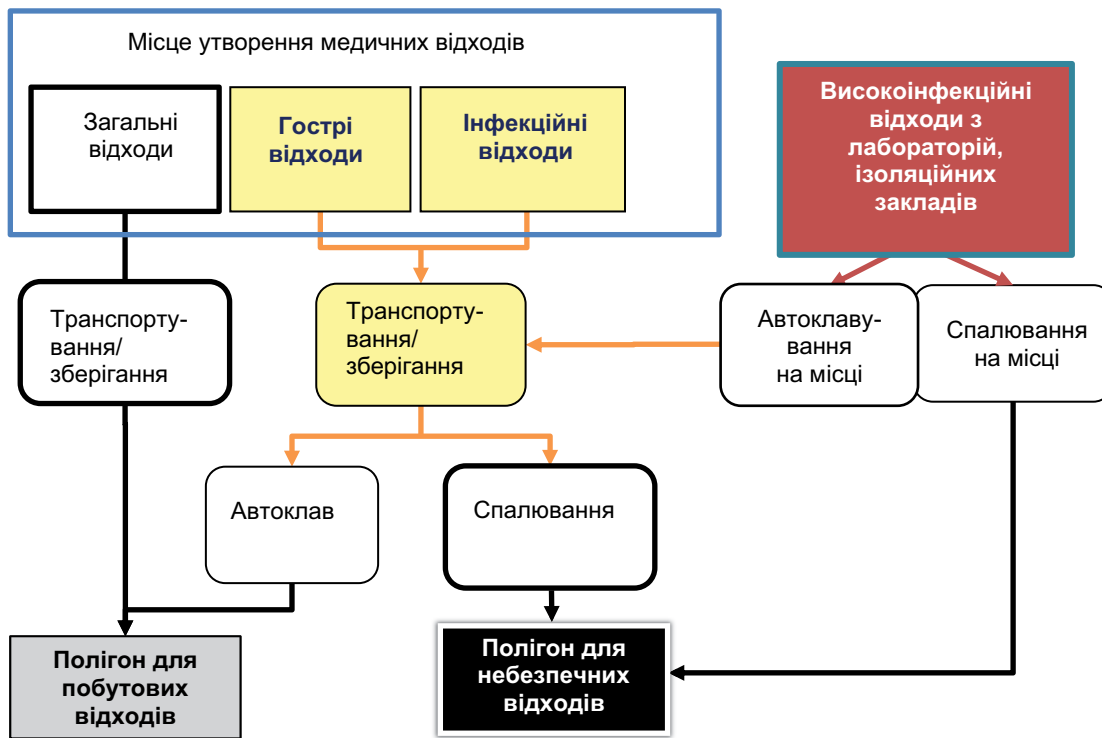 Місце утворення медичних відходів
Загальні
відходи
Гострі
відходи
Інфекційні
відходи
Високоінфекційні
відходи з
лабораторій,
ізоляційних
закладів
Транспорту-
вання/
зберігання
Транспорту-
вання/
зберігання
Автоклаву-
вання
на місці
Спалювання
на місці
Автоклав
Спалювання
Полігон для
побутових
відходів
Полігон для
небезпечних
відходів